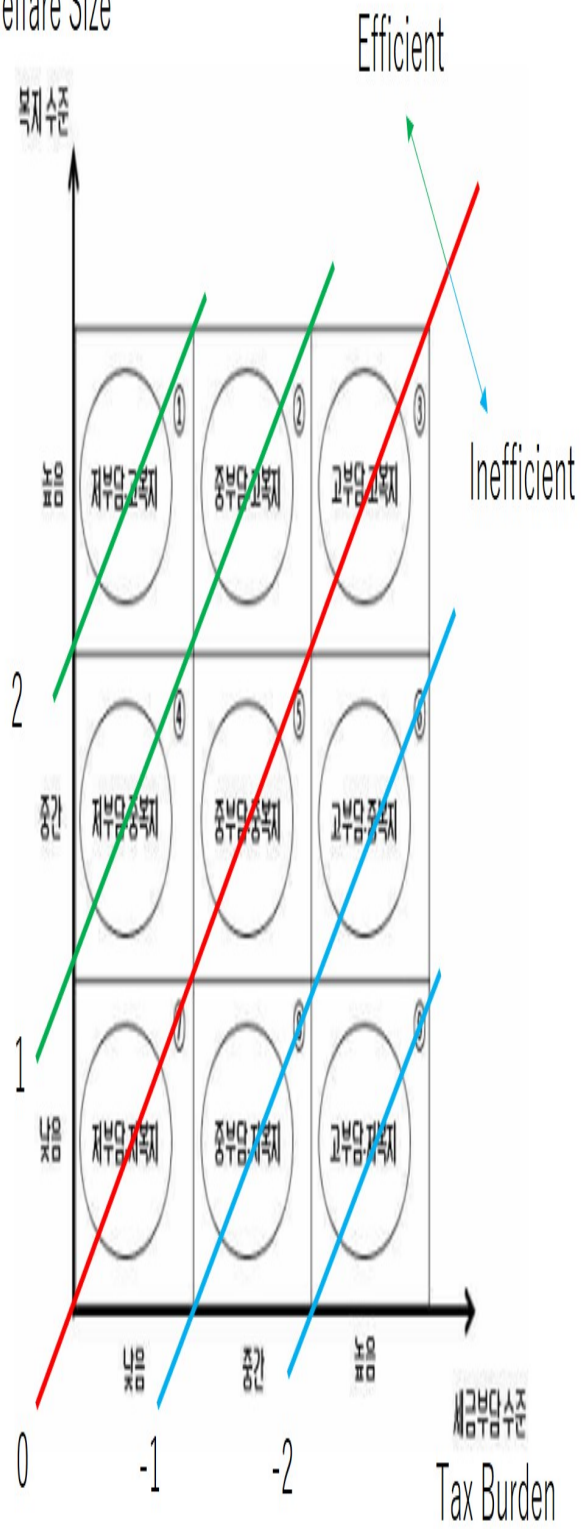 elfare Size
Efficient
복지 수준
Inefficient
높음
저부담고복지
①
중부담고복지
②
고부담고복지
③
2
중간
저부담중복지
④
중부담중복지
⑤
고부담중복지
⑥
1
낮음
저부담저복지
⑦
중부담저복지
⑧
고부담저복지
⑨
낮음
중간
높음
세금부담 수준
0
-1
-2
Tax Burden